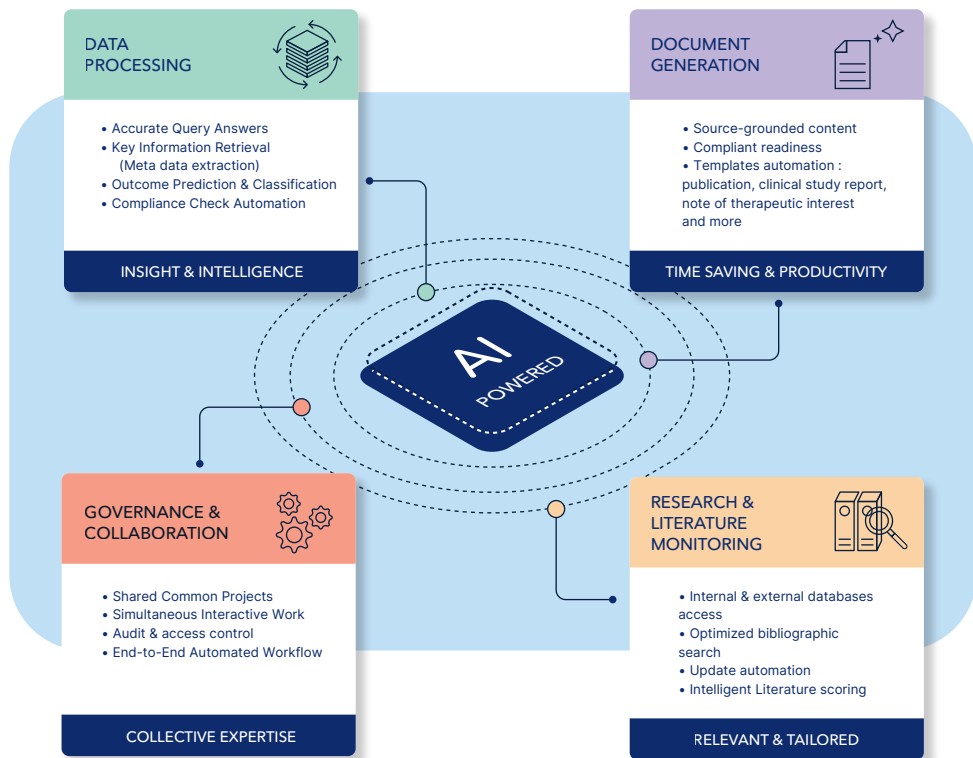 DATA
PROCESSING
• Accurate Query Answers
• Key Information Retrieval
(Meta data extraction)
• Outcome Prediction & Classification
• Compliance Check Automation
INSIGHT & INTELLIGENCE
DOCUMENT
GENERATION
• Source-grounded content
• Compliant readiness
• Templates automation :
publication, clinical study report,
note of therapeutic interest
and more
TIME SAVING & PRODUCTIVITY
AI
POWERED
GOVERNANCE &
COLLABORATION
• Shared Common Projects
• Simultaneous Interactive Work
• Audit & access control
• End-to-End Automated Workflow
COLLECTIVE EXPERTISE
RESEARCH &
LITERATURE
MONITORING
• Internal & external databases
access
• Optimized bibliographic
search
• Update automation
• Intelligent Literature scoring
RELEVANT & TAILORED